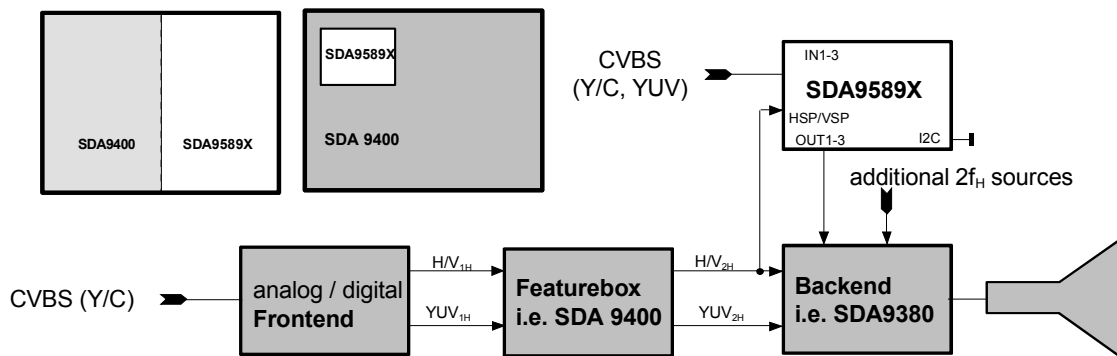 SDA9400
SDA9589X
SDA9589X
SDA 9400
CVBS
(Y/C, YUV)
IN1-3
SDA9589X
HSP/VSP
OUT1-3
I2C
additional 2fH sources
CVBS (Y/C)
analog / digital
Frontend
H/V1H
YUV1H
Featurebox
i.e. SDA 9400
H/V2H
YUV2H
Backend
i.e. SDA9380